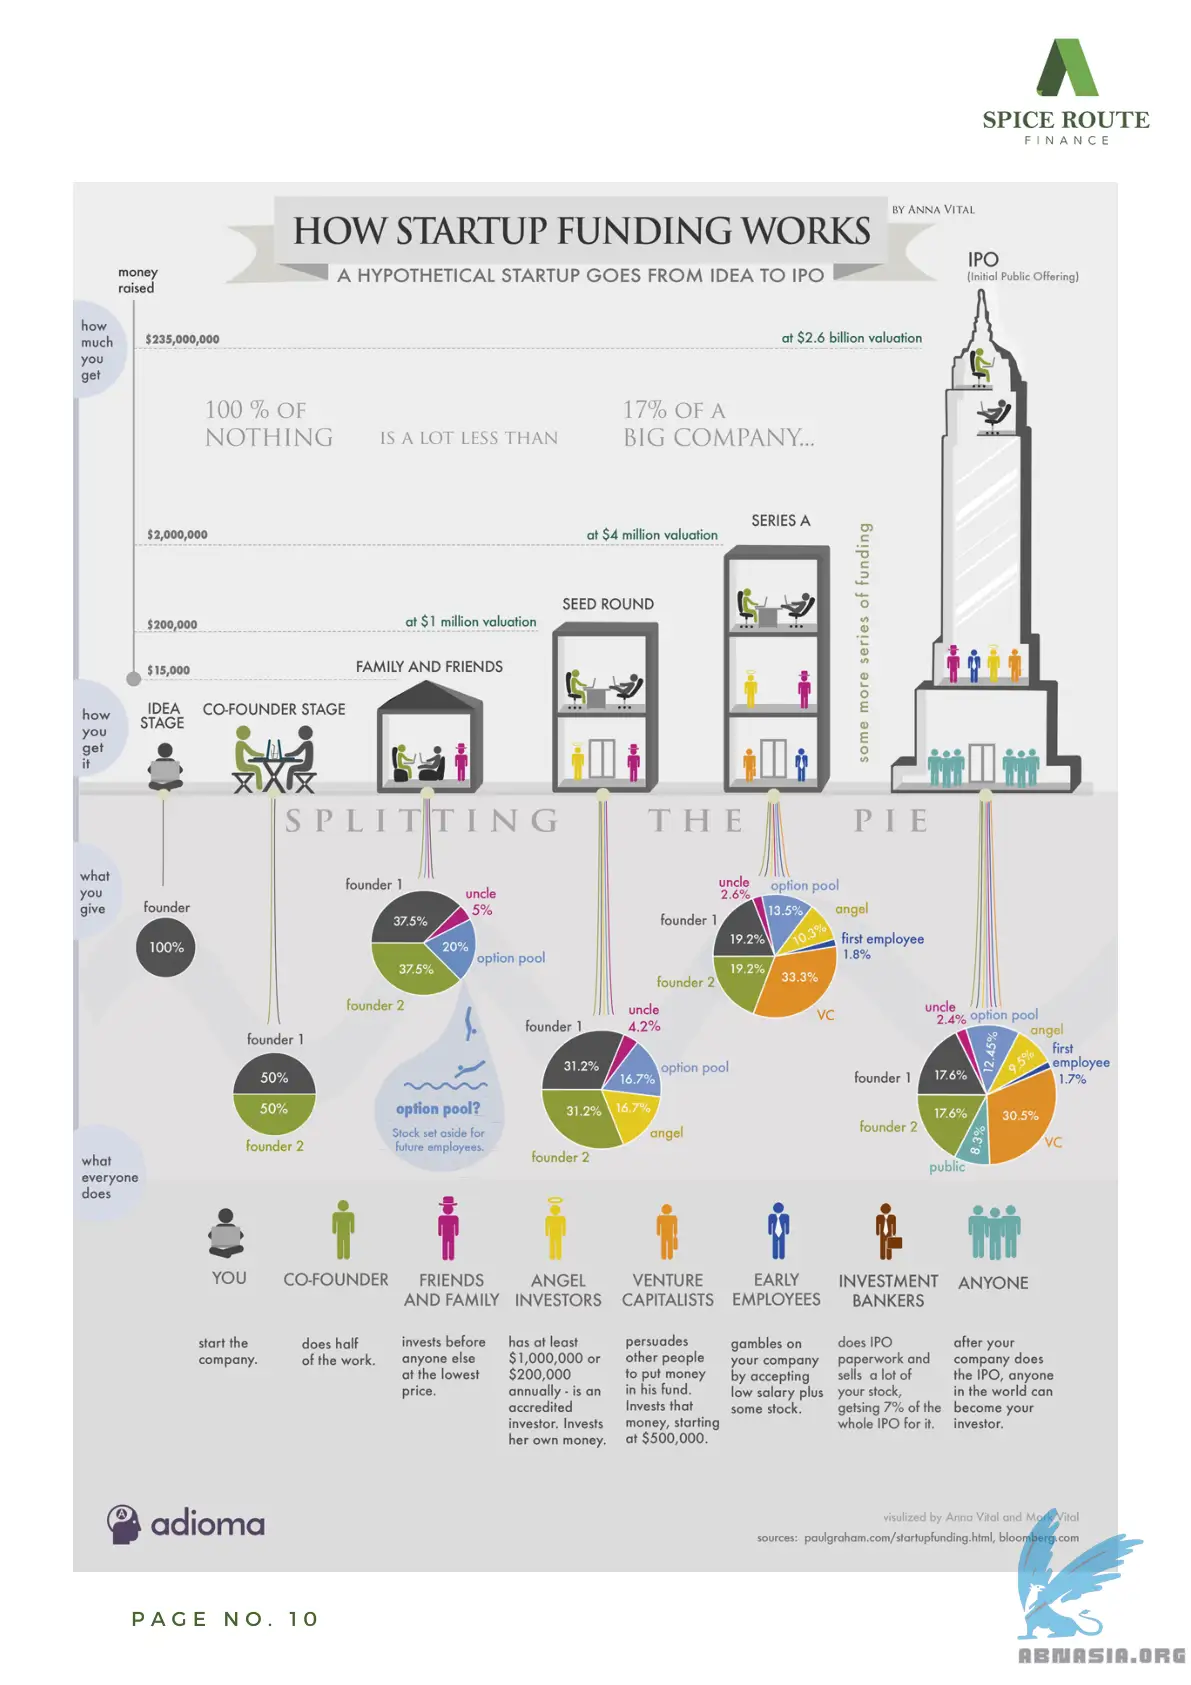 SPICE ROUTE
FINANCE
HOW STARTUP FUNDING WORKS
BY ANNA VITAL
A HYPOTHETICAL STARTUP GOES FROM IDEA TO IPO
IPO
(Initial Public Offering)
money
raised
how
much
you
get
$235,000,000
at $2.6 billion valuation
100 % OF
NOTHING
IS A LOT LESS THAN
17% OF A
BIG COMPANY...
SERIES A
$2,000,000
at $4 million valuation
some more series of funding
SEED ROUND
$200,000
at $1 million valuation
FAMILY AND FRIENDS
$15,000
how
you
get
it
IDEA
STAGE
CO-FOUNDER STAGE
SPLITTING THE PIE
what
you
give
founder
100%
founder 1
50%
50%
founder 2
founder 1
uncle
5%
37.5%
20%
option pool
37.5%
founder 2
option pool?
Stock set aside for
future employees.
founder 1
uncle
4.2%
31.2%
option pool
16.7%
31.2%
16.7%
angel
founder 2
uncle
2.6%
option pool
13.5%
angel
10.3%
founder 1
19.2%
first employee
1.8%
19.2%
33.3%
founder 2
VC
uncle
2.4%
option pool
12.45%
angel
9.5%
first
employee
1.7%
founder 1
17.6%
17.6%
30.5%
founder 2
8.3%
VC
public
what
everyone
does
YOU
start the
company.
CO-FOUNDER
does half
of the work.
FRIENDS
AND FAMILY
invests before
anyone else
at the lowest
price.
ANGEL
INVESTORS
has at least
$1,000,000 or
$200,000
annually - is an
accredited
investor. Invests
her own money.
VENTURE
CAPITALISTS
persuades
other people
to put money
in his fund.
Invests that
money, starting
at $500,000.
EARLY
EMPLOYEES
gambles on
your company
by accepting
low salary plus
some stock.
INVESTMENT
BANKERS
does IPO
paperwork and
sells a lot of
your stock,
getsing 7% of the
whole IPO for it.
ANYONE
after your
company does
the IPO, anyone
in the world can
become your
investor.
adioma
visulized by Anna Vital and Mark Vital
sources: paulgraham.com/startupfunding.html, bloomberg.com
PAGE NO. 10
ABNASIA.ORG